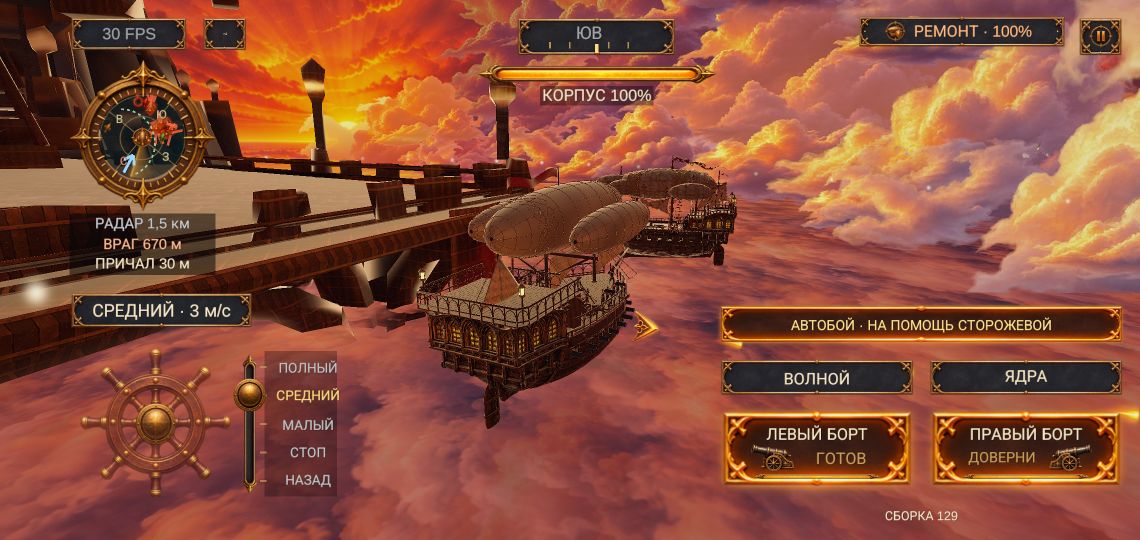 30 FPS
ЮВ
РЕМОНТ · 100%
КОРПУС 100%
В
Ю
З
РАДАР 1,5 км
ВРАГ 670 м
ПРИЧАЛ 30 м
СРЕДНИЙ · 3 м/с
ПОЛНЫЙ
СРЕДНИЙ
МАЛЫЙ
СТОП
НАЗАД
АВТОБОЙ · НА ПОМОЩЬ СТОРОЖЕВОЙ
ВОЛНОЙ
ЯДРА
ЛЕВЫЙ БОРТ
ГОТОВ
ПРАВЫЙ БОРТ
ДОВЕРНИ
СБОРКА 129